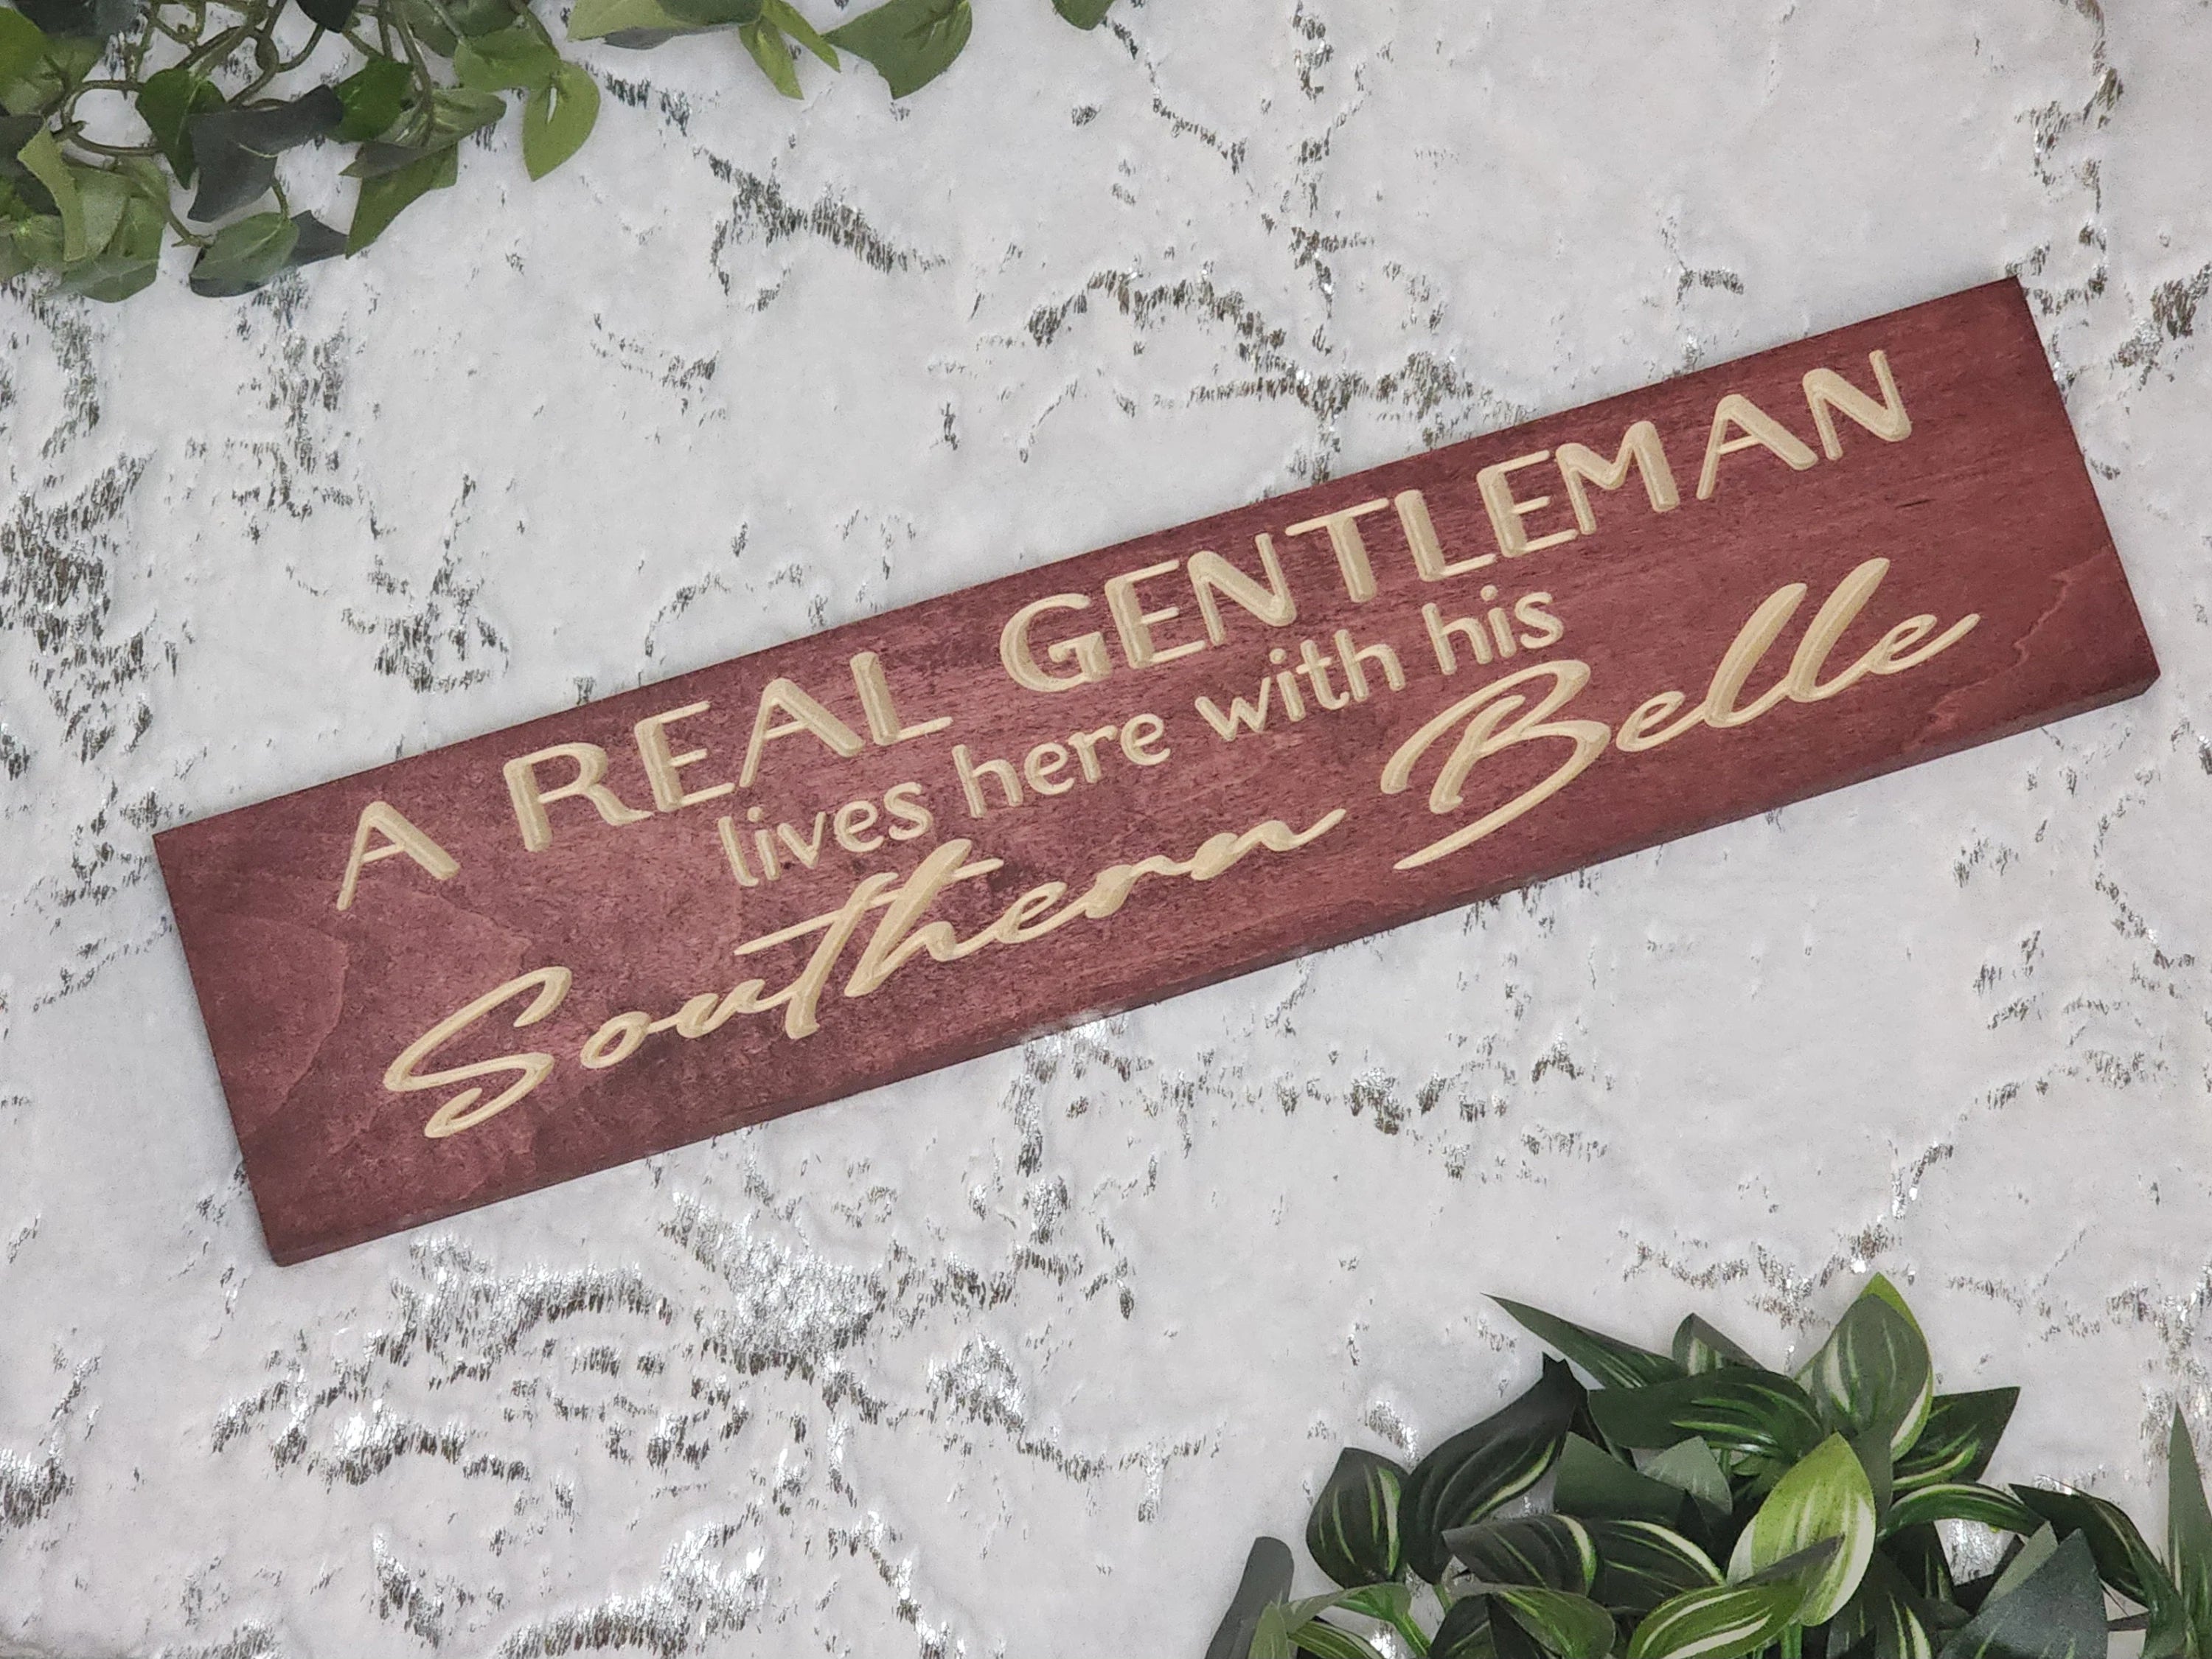 A REAL GENTLEMAN
lives here with his
Southern Belle